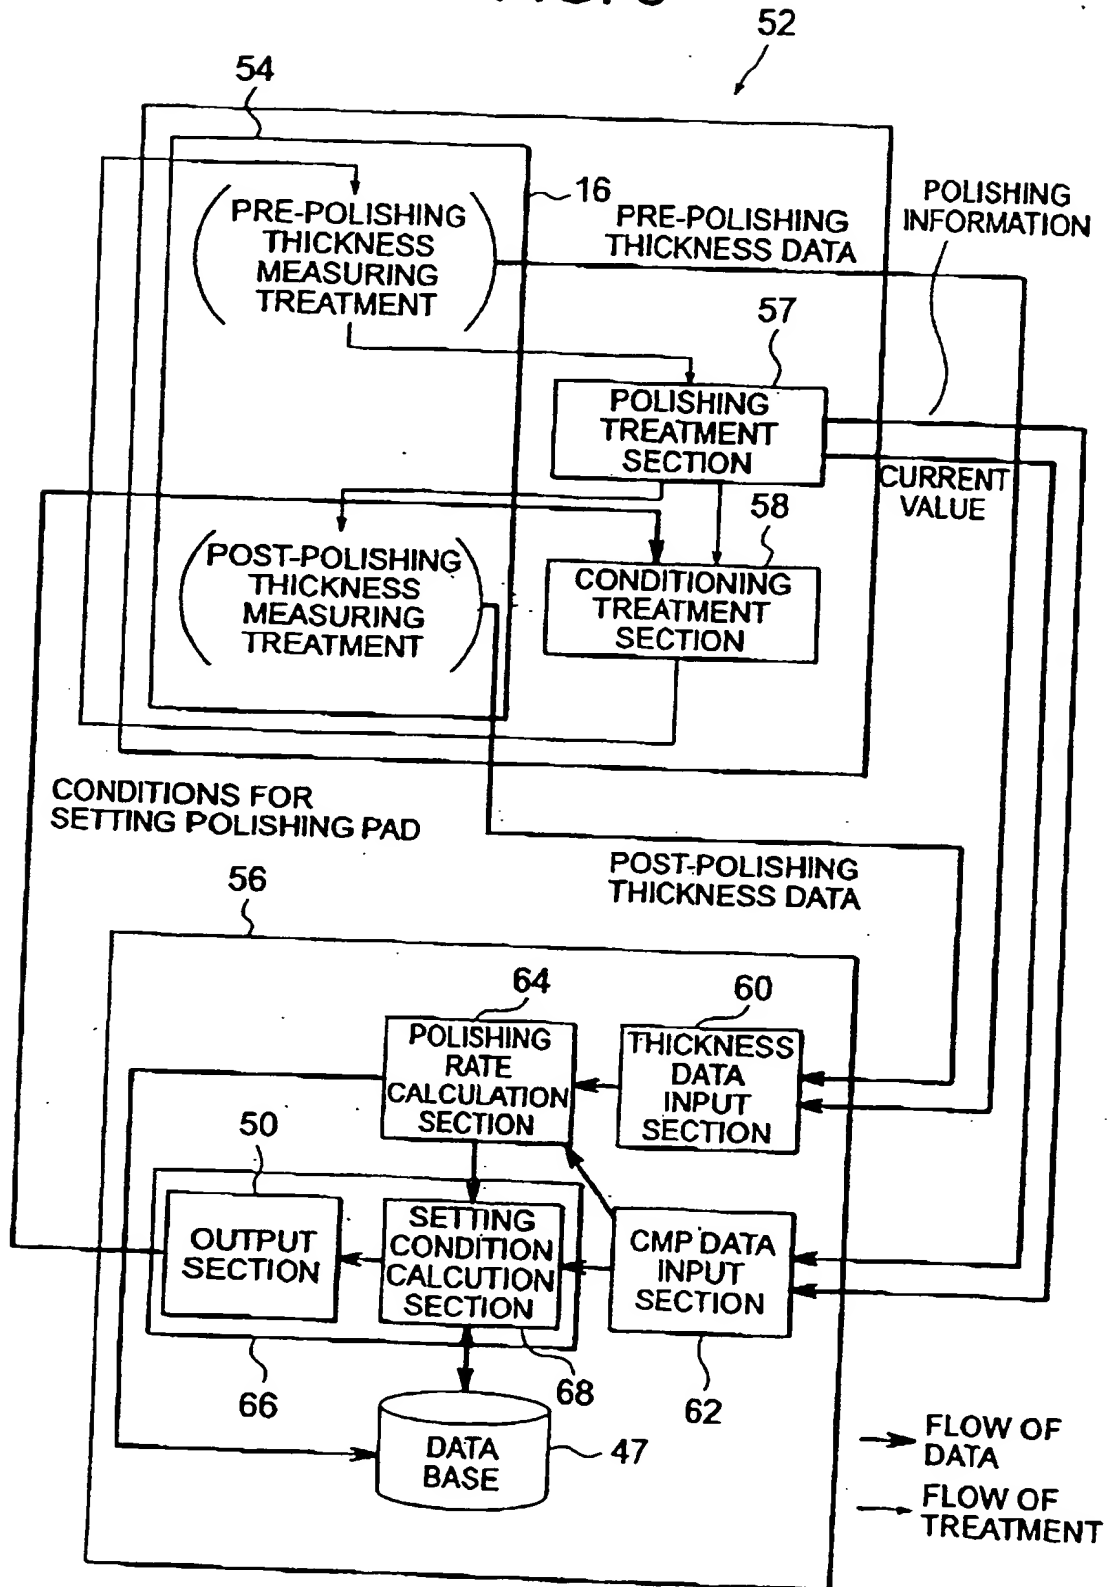 52
54
16
PRE-POLISHING
THICKNESS
MEASURING
TREATMENT
PRE-POLISHING
THICKNESS DATA
POLISHING
INFORMATION
57
POLISHING
TREATMENT
SECTION
CURRENT
VALUE
58
POST-POLISHING
THICKNESS
MEASURING
TREATMENT
CONDITIONING
TREATMENT
SECTION
CONDITIONS FOR
SETTING POLISHING PAD
POST-POLISHING
THICKNESS DATA
56
64
60
POLISHING
RATE
CALCULATION
SECTION
THICKNESS
DATA
INPUT
SECTION
50
OUTPUT
SECTION
SETTING
CONDITION
CALCUTION
SECTION
CMP DATA
INPUT
SECTION
66
68
62
DATA
BASE
47
FLOW OF
DATA
FLOW OF
TREATMENT